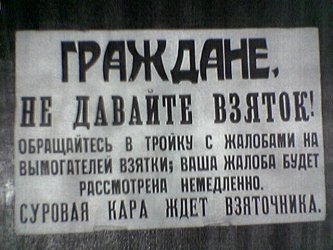 ГРАЖДАНЕ,
НЕ ДАВАЙТЕ ВЗЯТОК!
ОБРАЩАЙТЕСЬ В ТРОЙКУ С ЖАЛОБАМИ НА
ВЫМОГАТЕЛЕЙ ВЗЯТКИ; ВАША ЖАЛОБА БУДЕТ
РАССМОТРЕНА НЕМЕДЛЕННО.
СУРОВАЯ КАРА ЖДЕТ ВЗЯТОЧНИКА.